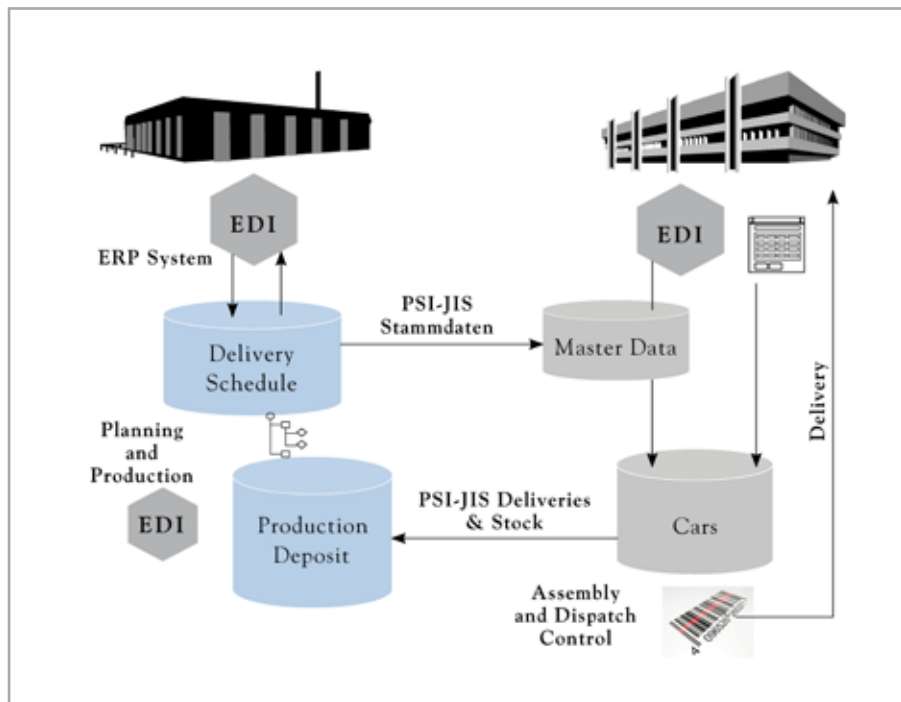 EDI
EDI
ERP System
PSI-JIS
Stammdaten
Delivery
Schedule
Master Data
Delivery
Planning
and
Production
EDI
Production
Deposit
PSI-JIS Deliveries
& Stock
Cars
Assembly
and Dispatch
Control